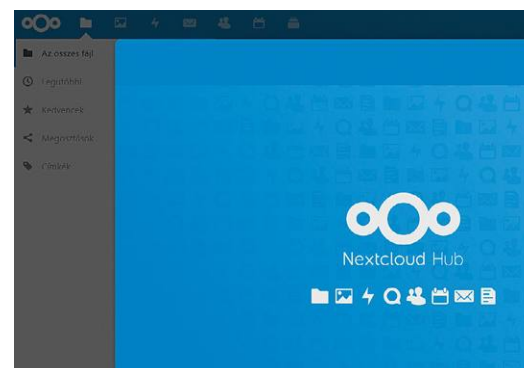 Az összes fájl
Legutóbbi
Kedvencek
Megosztások
Címkék
Nextcloud Hub